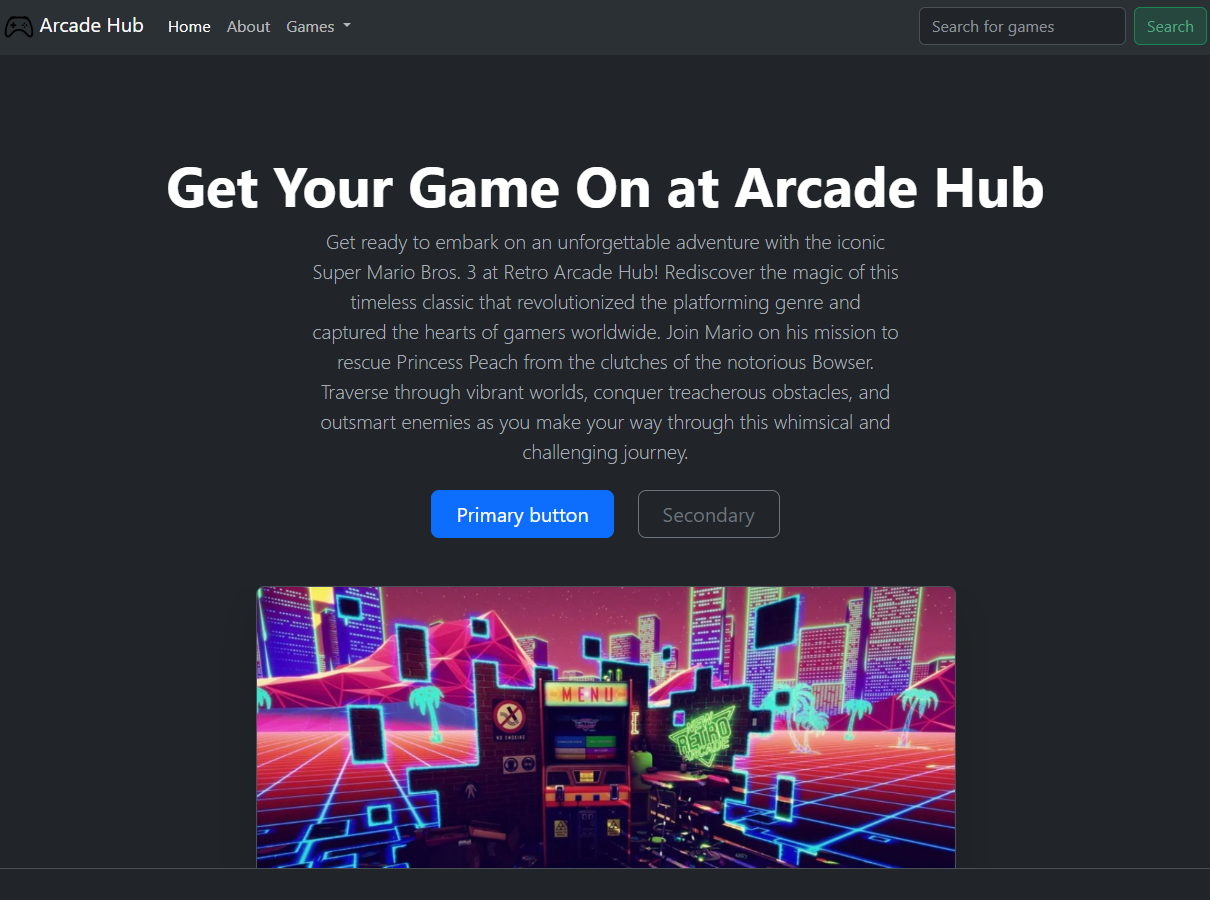 Arcade Hub Home About Games Search for games Search
Get Your Game On at Arcade Hub
Get ready to embark on an unforgettable adventure with the iconic
Super Mario Bros. 3 at Retro Arcade Hub! Rediscover the magic of this
timeless classic that revolutionized the platforming genre and
captured the hearts of gamers worldwide. Join Mario on his mission to
rescue Princess Peach from the clutches of the notorious Bowser.
Traverse through vibrant worlds, conquer treacherous obstacles, and
outsmart enemies as you make your way through this whimsical and
challenging journey.
Primary button Secondary
MENU
NO SMOKING
RETRO